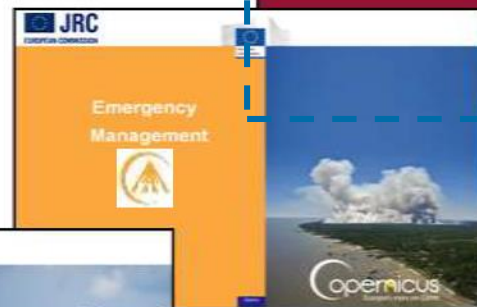 JRC
EUROPEAN COMMISSION
Emergency
Management
Copernicus